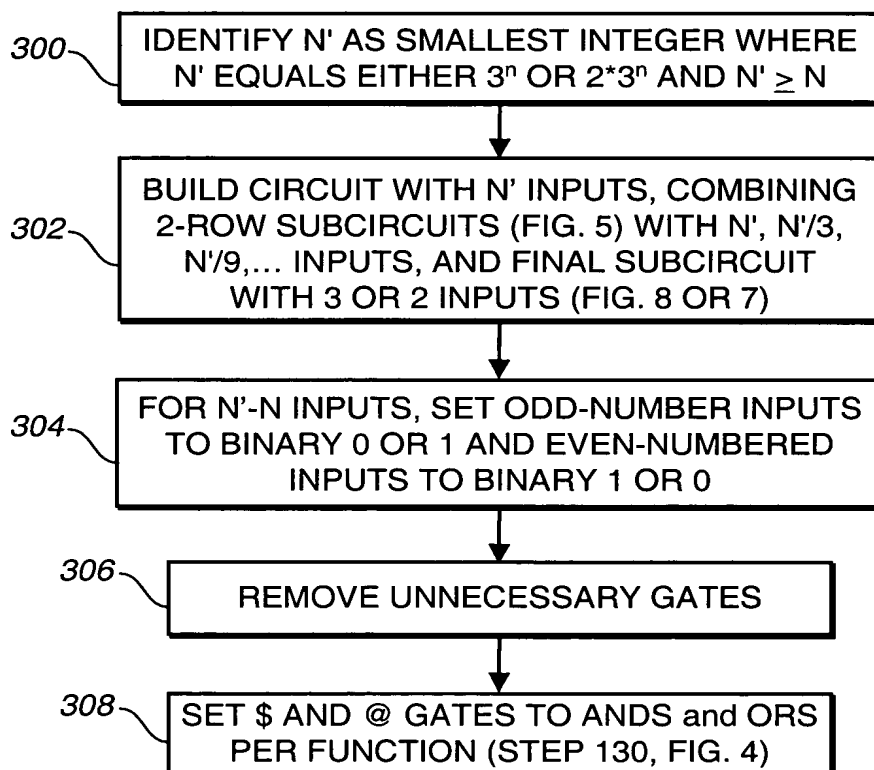 300
IDENTIFY N' AS SMALLEST INTEGER WHERE
N' EQUALS EITHER 3ⁿ OR 2*3ⁿ AND N' ≥ N
302
BUILD CIRCUIT WITH N' INPUTS, COMBINING
2-ROW SUBCIRCUITS (FIG. 5) WITH N', N'/3,
N'/9,... INPUTS, AND FINAL SUBCIRCUIT
WITH 3 OR 2 INPUTS (FIG. 8 OR 7)
304
FOR N'-N INPUTS, SET ODD-NUMBER INPUTS
TO BINARY 0 OR 1 AND EVEN-NUMBERED
INPUTS TO BINARY 1 OR 0
306
REMOVE UNNECESSARY GATES
308
SET $ AND @ GATES TO ANDS and ORS
PER FUNCTION (STEP 130, FIG. 4)